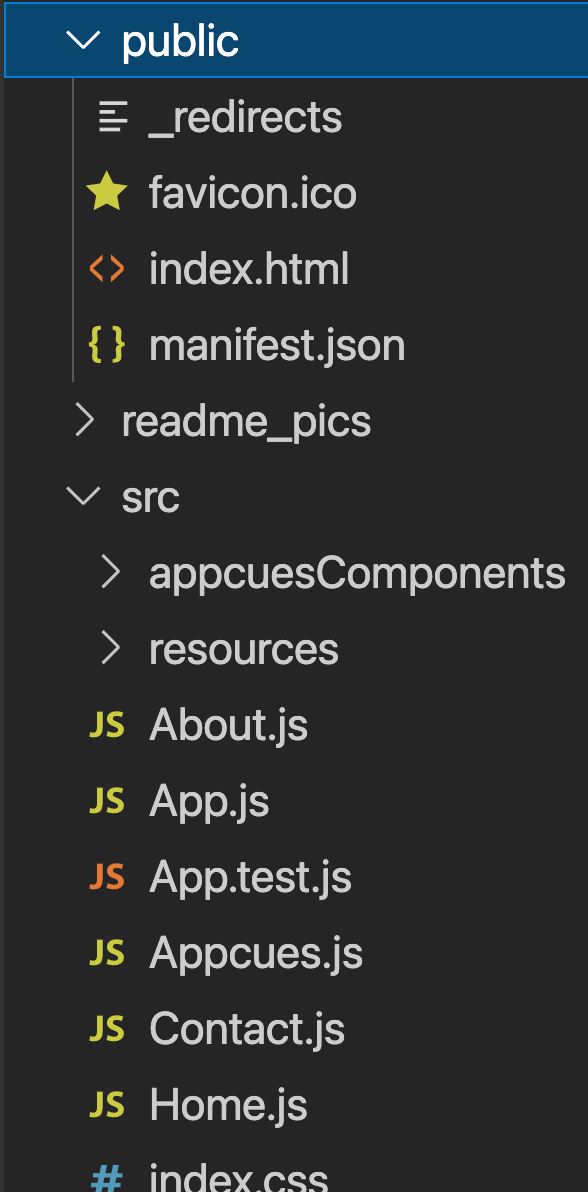 public
_redirects
favicon.ico
index.html
{ } manifest.json
readme_pics
src
appcuesComponents
resources
JS About.js
JS App.js
JS App.test.js
JS Appcues.js
JS Contact.js
JS Home.js
# index.css